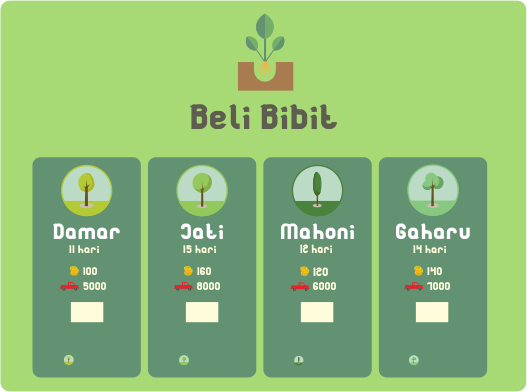 Beli Bibit
Damar
11 hari
100
5000
Jati
15 hari
160
8000
Mahoni
12 hari
120
6000
Gaharu
14 hari
140
7000